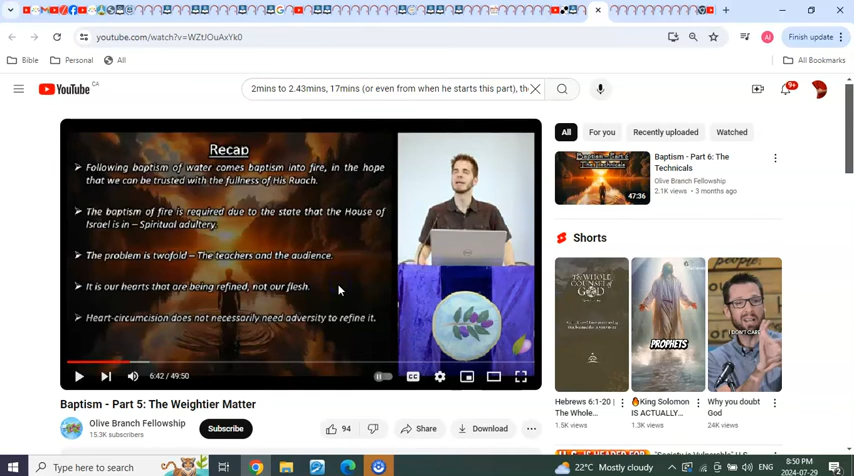 Finish update
youtube.com/watch?v=WZtJOuAxYk0
Bible
Personal
All
All Bookmarks
YouTube CA
2mins to 2.43mins, 17mins (or even from when he starts this part), th
9+
AI
Recap
Following baptism of water comes baptism into fire, in the hope
that we can be trusted with the fullness of His Ruach.
The baptism of fire is required due to the state that the House of
Israel is in – Spiritual adultery.
The problem is twofold – The teachers and the audience.
It is our hearts that are being refined, not our flesh.
Heart-circumcision does not necessarily need adversity to refine it.
6:42 / 49:50
CC
Baptism - Part 5: The Weightier Matter
Olive Branch Fellowship
15.3K subscribers
Subscribe
94
Share
Download
All
For you
Recently uploaded
Watched
Baptism - Part6
47:36
Baptism - Part 6: The
Technicals
Olive Branch Fellowship
2.1K views • 3 months ago
Shorts
THE WHOLE
COUNSEL OF
GOD
PROPHETS
I DON'T CARE
Hebrews 6:1-20 |
The Whole...
1.5K views
King Solomon
IS ACTUALLY...
1.3K views
Why you doubt
God
24K views
Type here to search
22°C Mostly cloudy
8:50 PM
2024-07-29